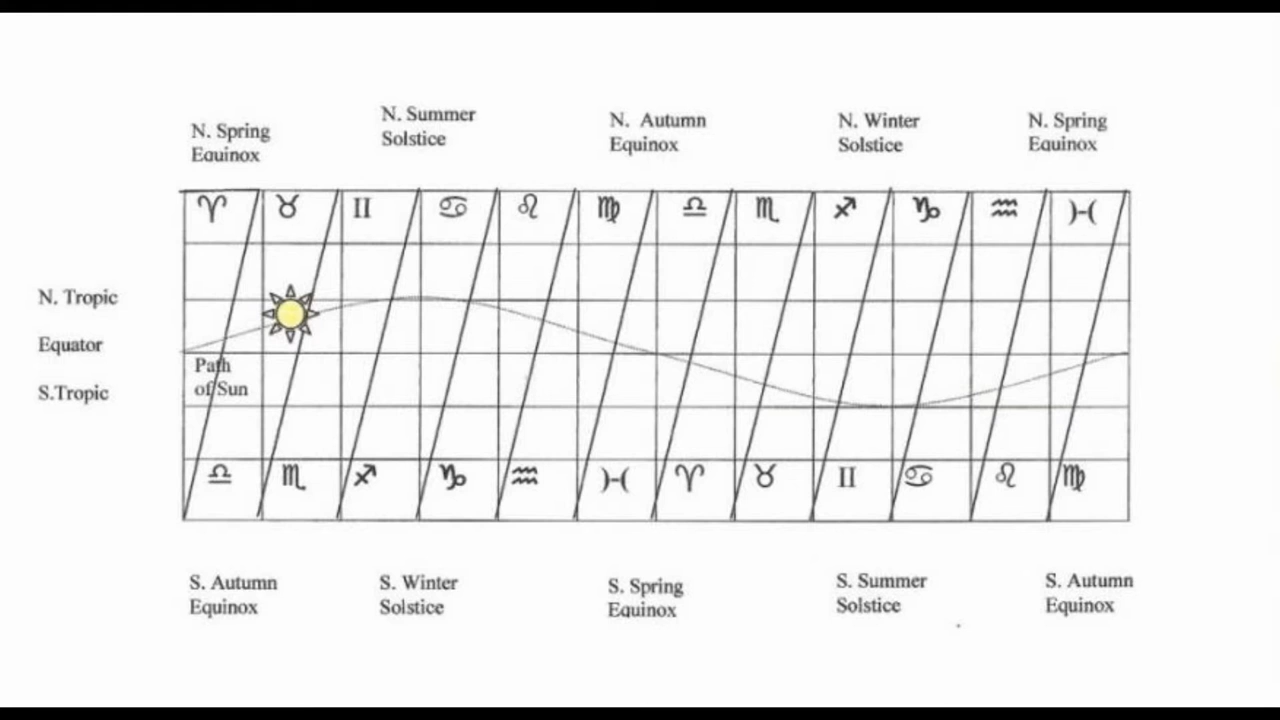 N. Spring
Equinox
N. Summer
Solstice
N. Autumn
Equinox
N. Winter
Solstice
N. Spring
Equinox
♈ ♉ II ♋ ♌ ♍ ♎ ♏ ♐ ♑ ♒ )-(
N. Tropic
Equator
S.Tropic
Path
of Sun
♎ ♏ ♐ ♑ ♒ )-( ♈ ♉ II ♋ ♌ ♍
S. Autumn
Equinox
S. Winter
Solstice
S. Spring
Equinox
S. Summer
Solstice
S. Autumn
Equinox